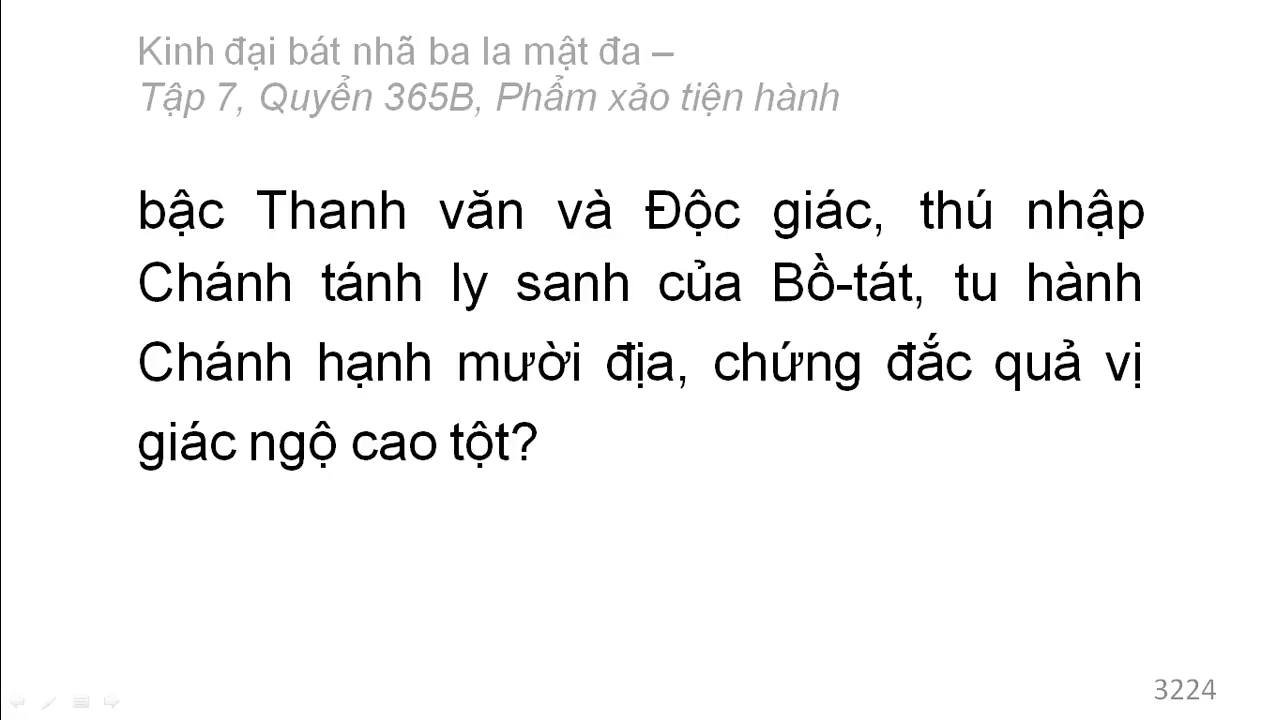 Kinh đại bát nhã ba la mật đa –
Tập 7, Quyển 365B, Phẩm xảo tiện hành
bậc Thanh văn và Độc giác, thú nhập
Chánh tánh ly sanh của Bồ-tát, tu hành
Chánh hạnh mười địa, chứng đắc quả vị
giác ngộ cao tột?
3224